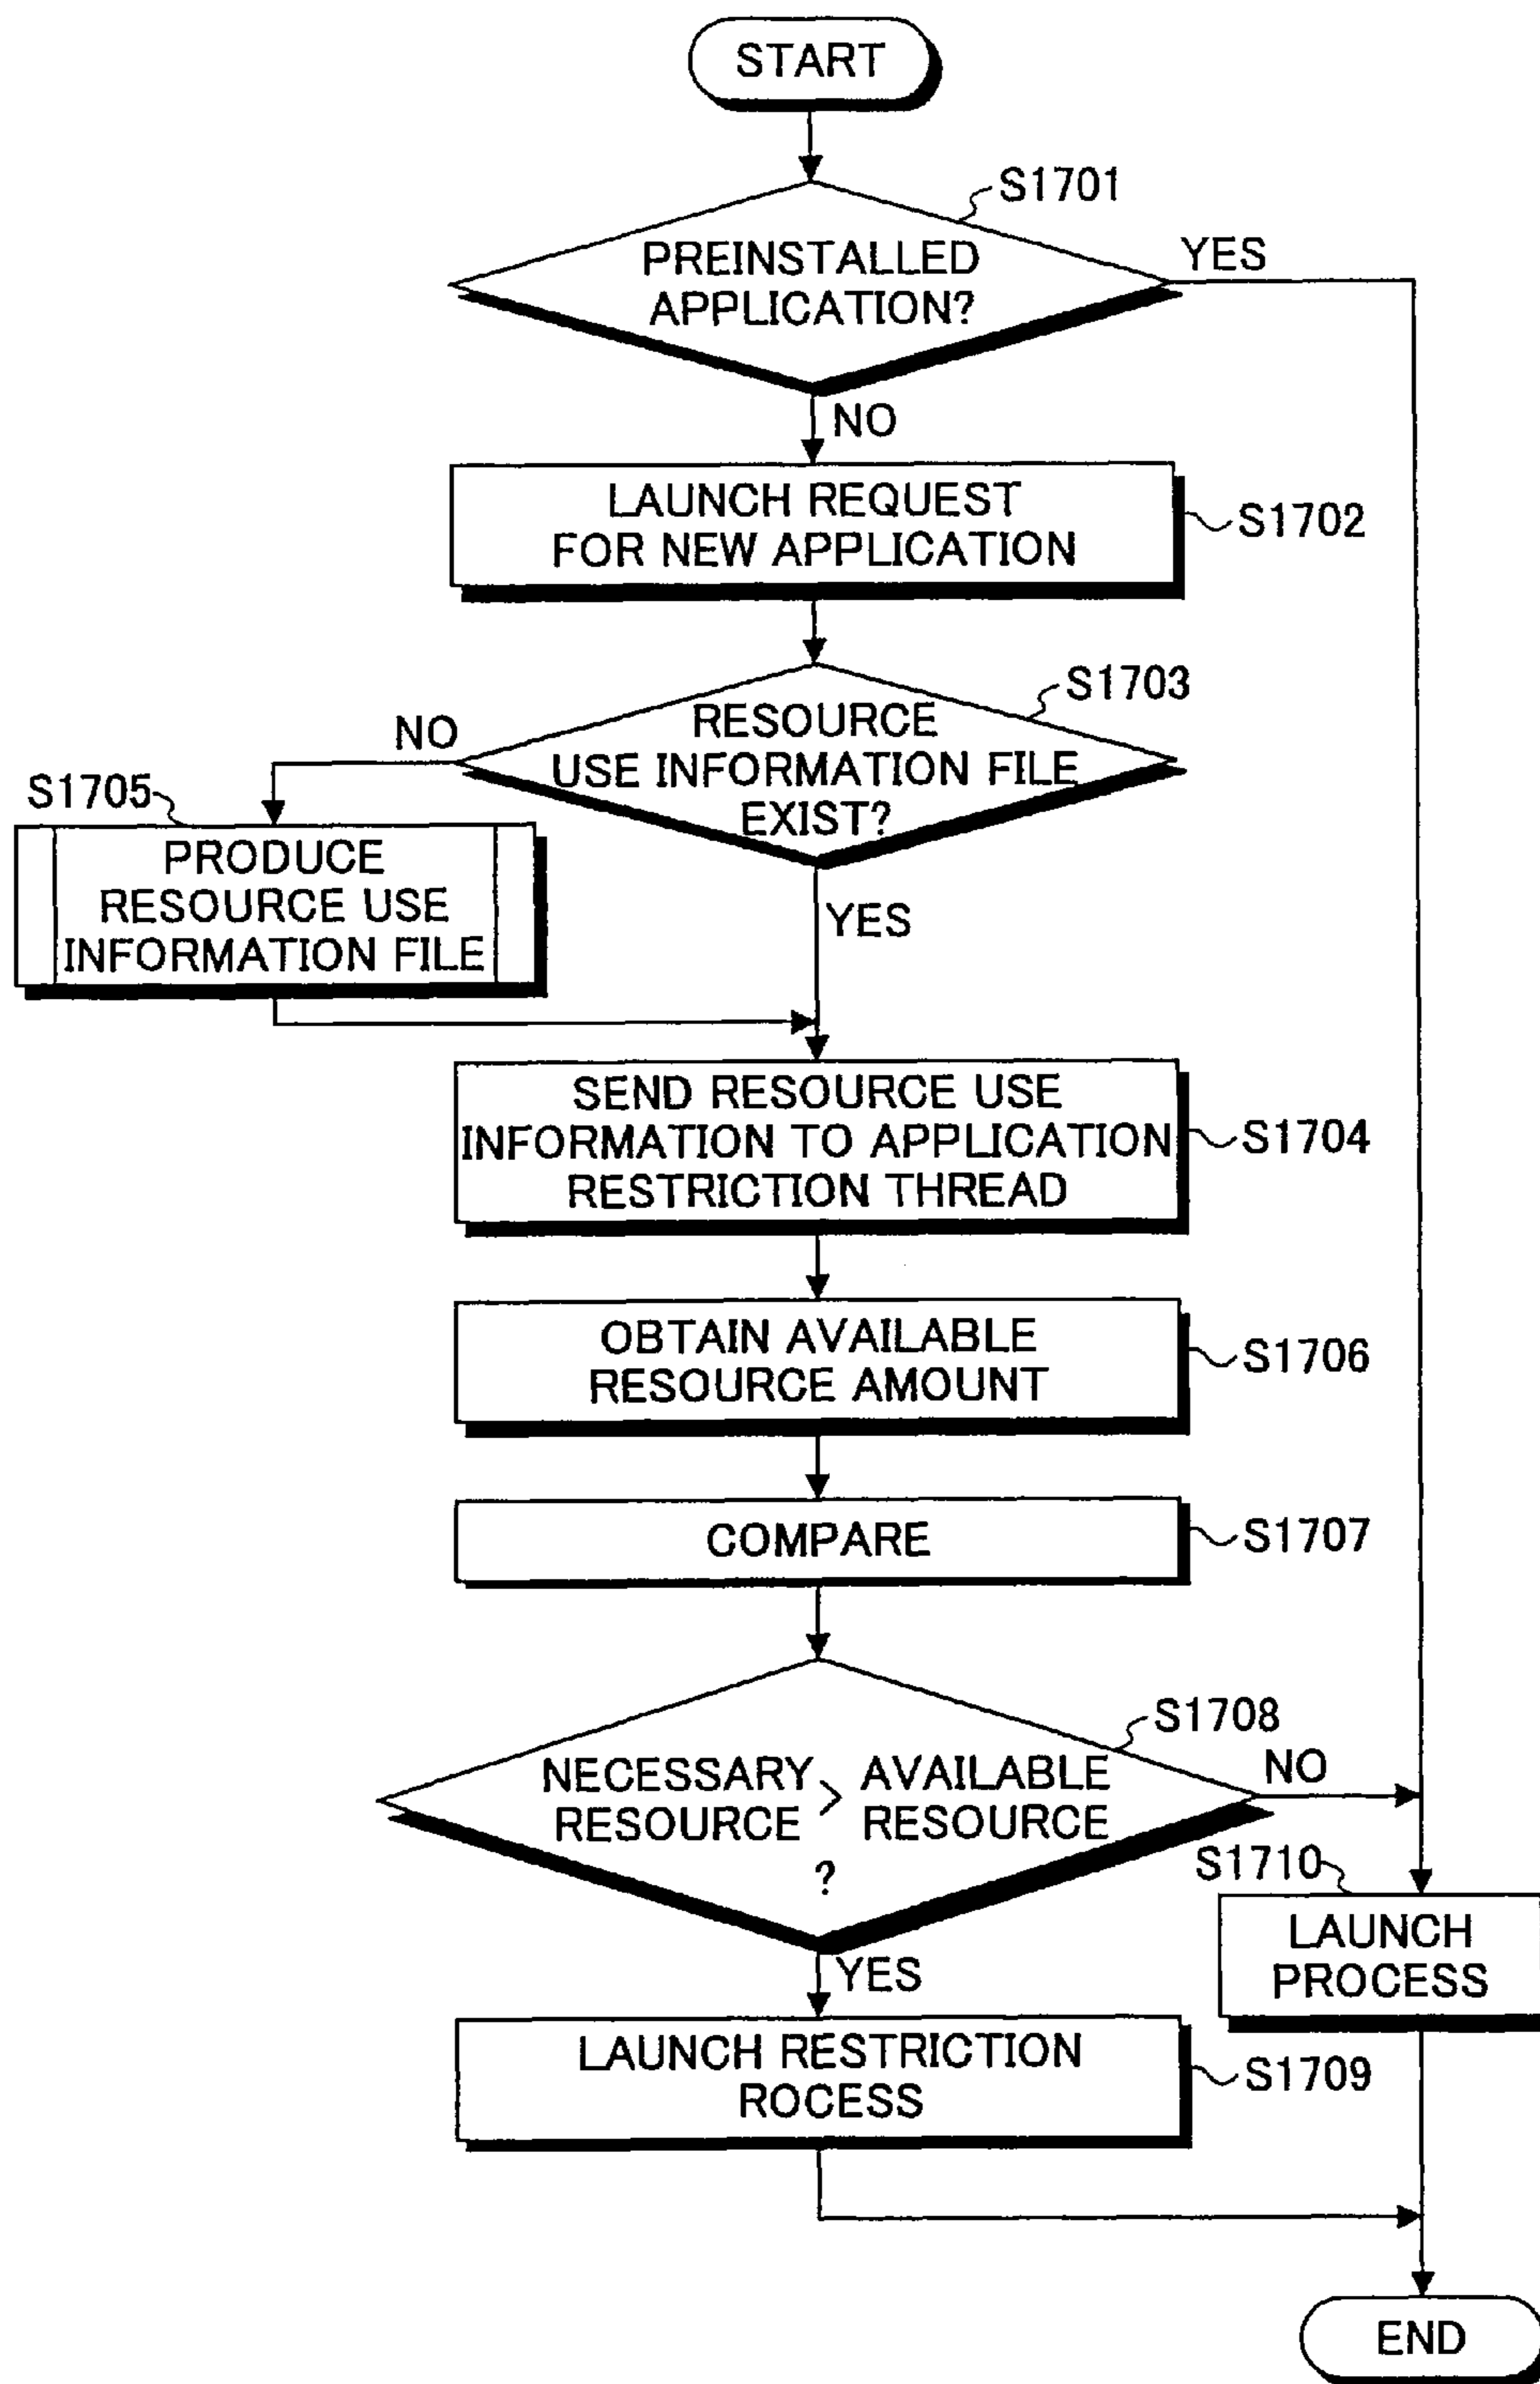 START
S1701
PREINSTALLED
APPLICATION?
YES
NO
LAUNCH REQUEST
FOR NEW APPLICATION
S1702
S1703
RESOURCE
USE INFORMATION FILE
EXIST?
NO
S1705
PRODUCE
RESOURCE USE
INFORMATION FILE
YES
SEND RESOURCE USE
INFORMATION TO APPLICATION
RESTRICTION THREAD
S1704
OBTAIN AVAILABLE
RESOURCE AMOUNT
S1706
COMPARE
S1707
S1708
NECESSARY > AVAILABLE
RESOURCE RESOURCE
?
NO
S1710
LAUNCH
PROCESS
YES
LAUNCH RESTRICTION
ROCESS
S1709
END